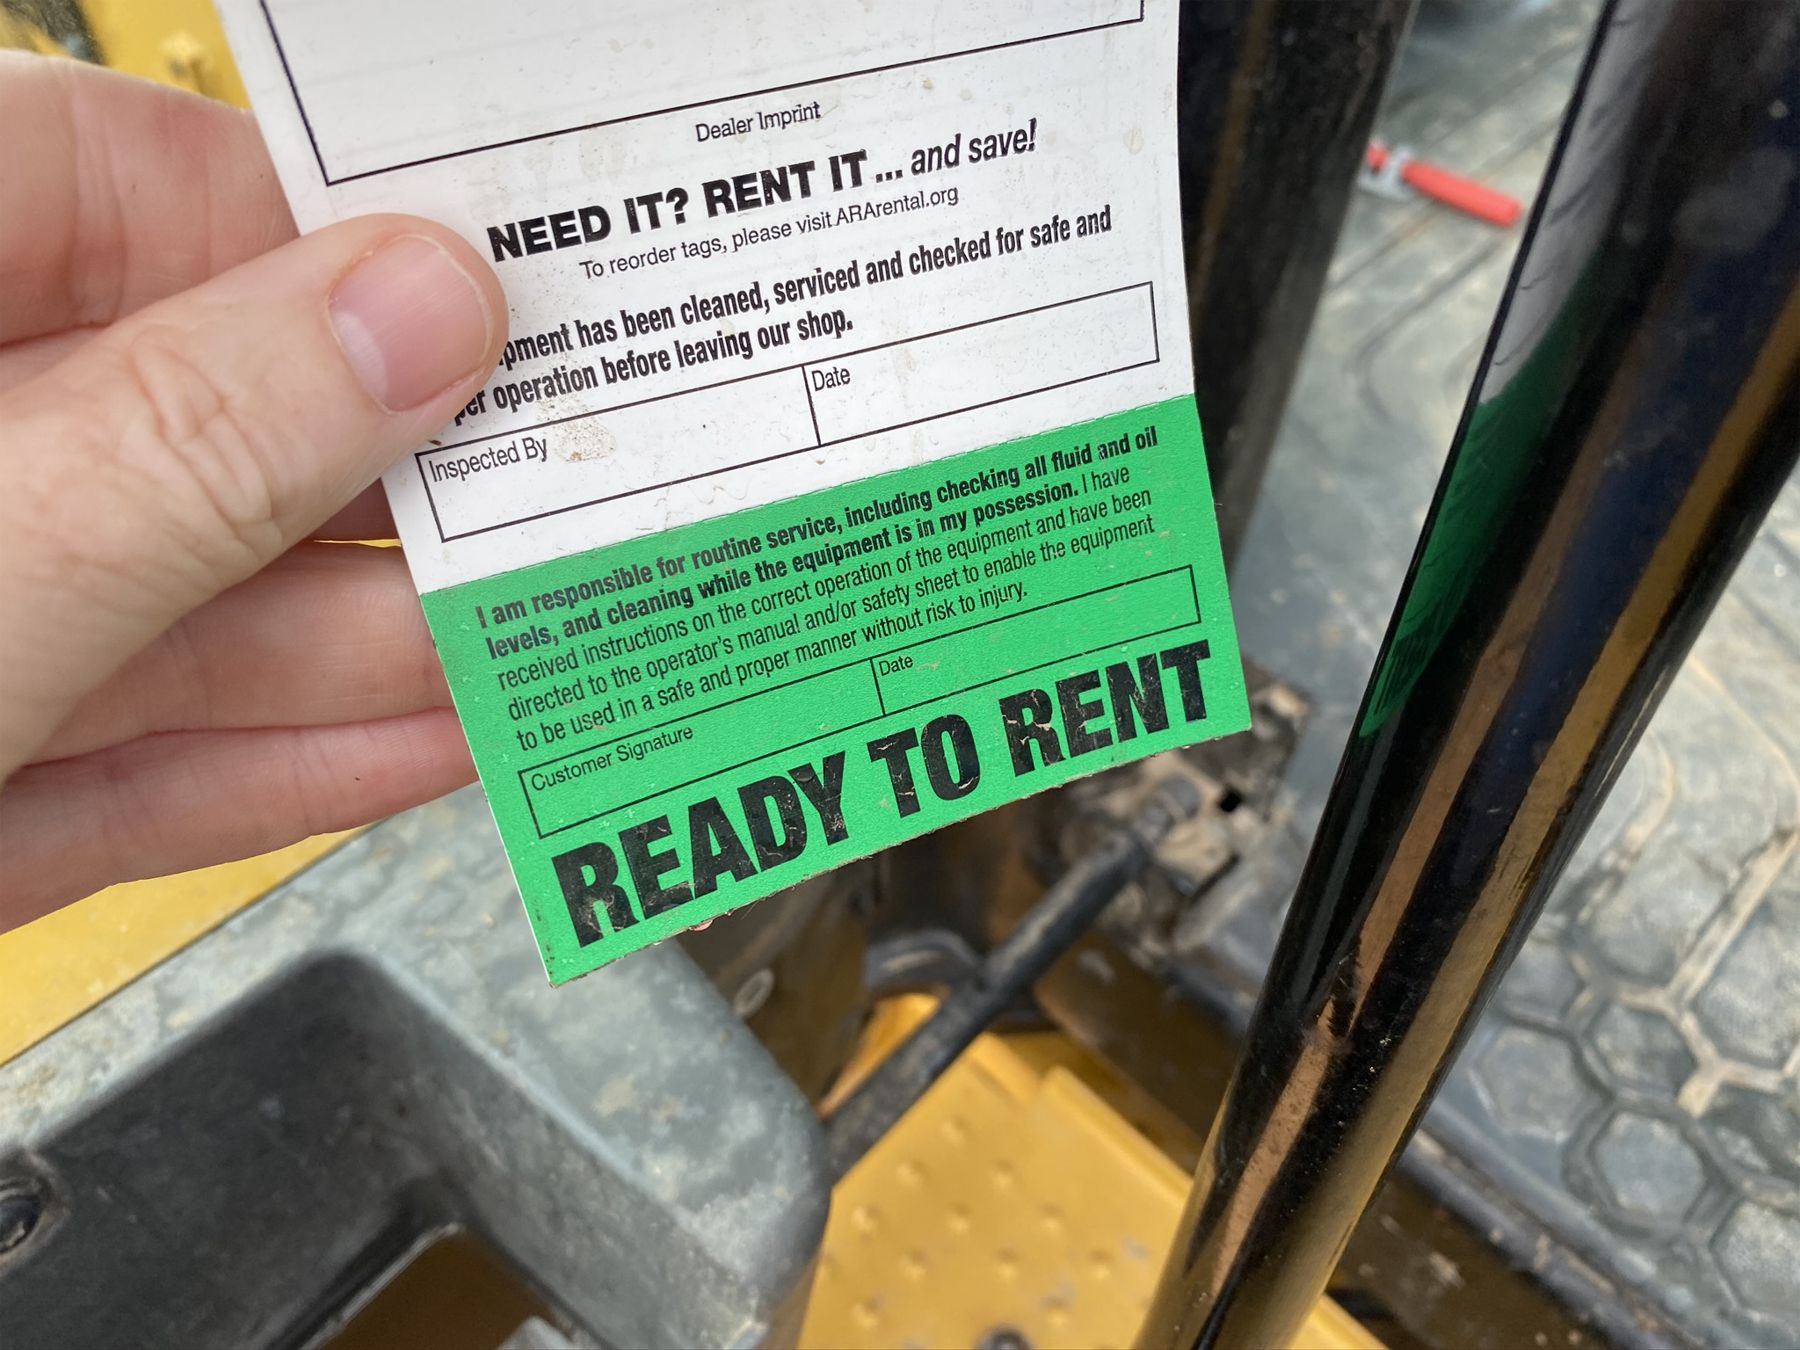 Dealer Imprint
NEED IT? RENT IT... and save!
To reorder tags, please visit ARArental.org
has been cleaned, serviced and checked for safe and
operation before leaving our shop.
Inspected By
Date
I am responsible for routine service, including checking all fluid and oil
levels, and cleaning while the equipment is in my possession. I have
received instructions on the correct operation of the equipment and have been
directed to the operator's manual and/or safety sheet to enable the equipment
to be used in a safe and proper manner without risk to injury.
Customer Signature
Date
READY TO RENT